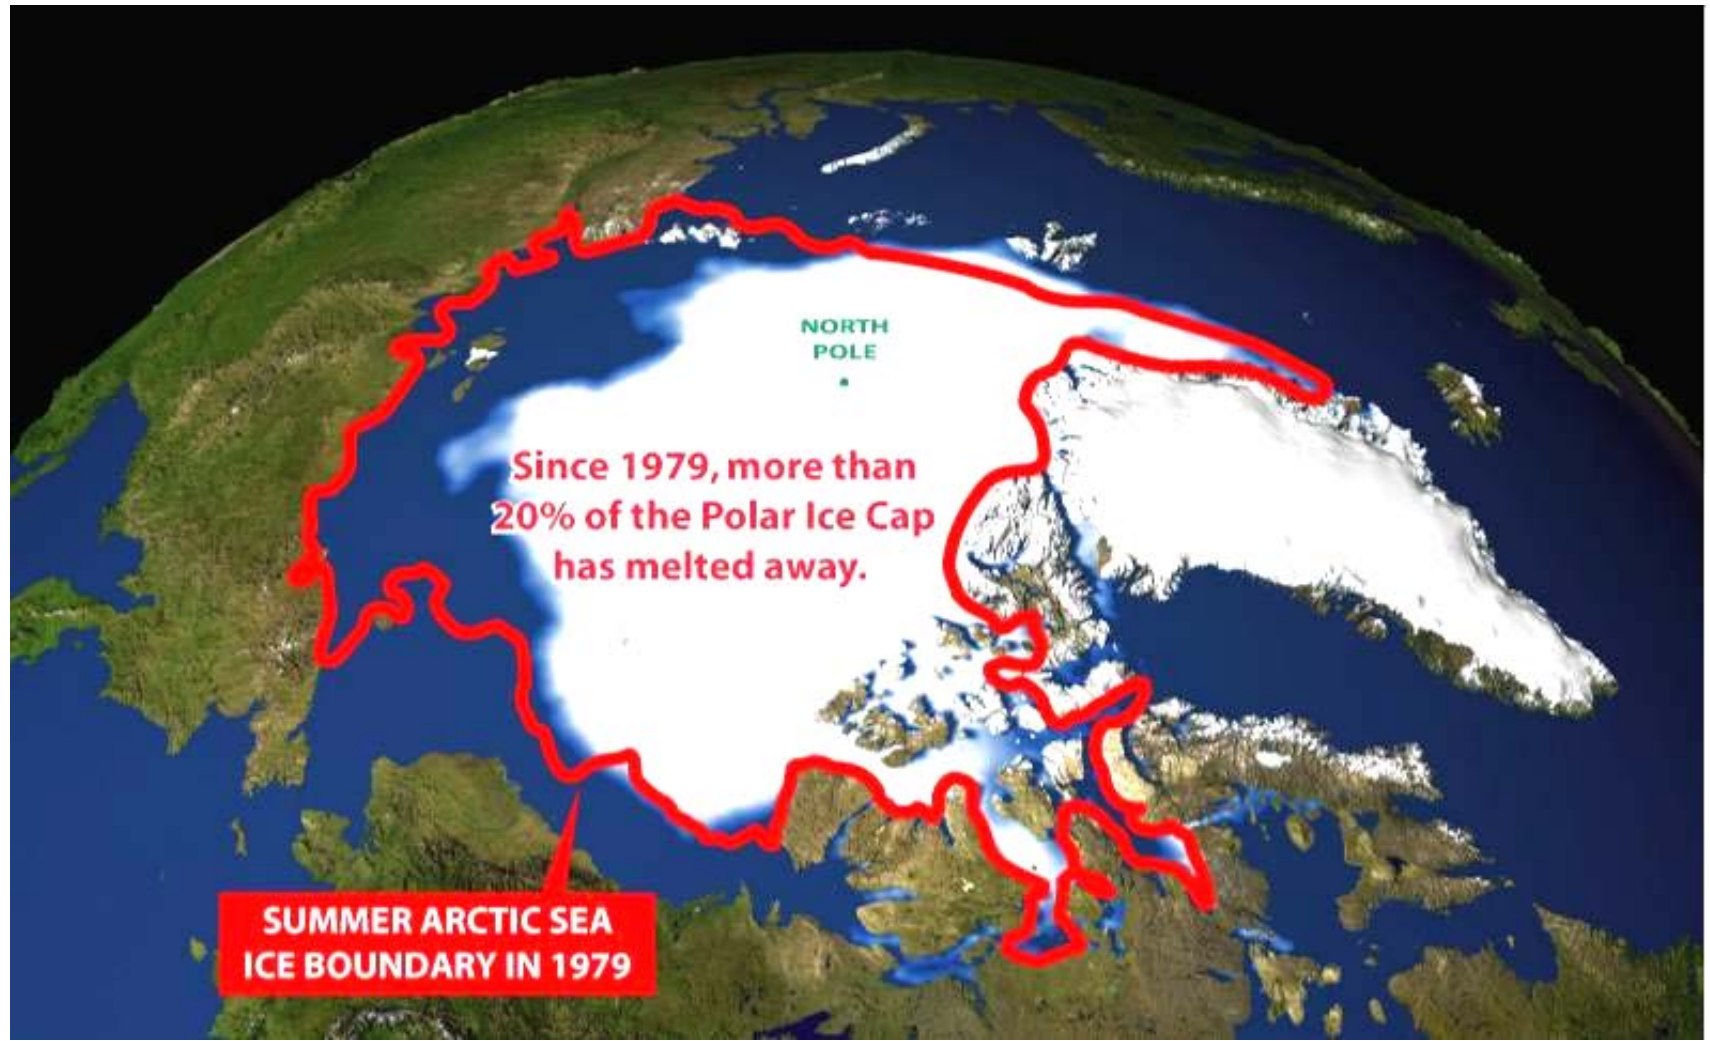 NORTH
POLE
Since 1979, more than
20% of the Polar Ice Cap
has melted away.
SUMMER ARCTIC SEA
ICE BOUNDARY IN 1979